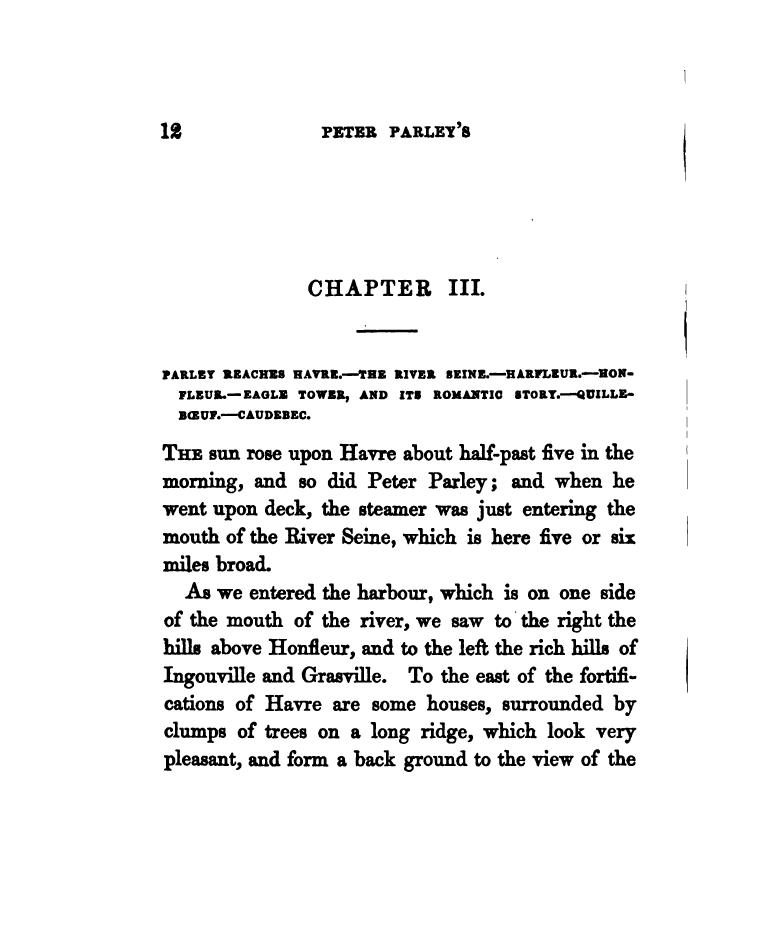 12 PETER PARLEY'S
CHAPTER III.
PARLEY REACHES HAVRE.—THE RIVER SEINE.—HARFLEUR.—HON-
FLEUR.—EAGLE TOWER, AND ITS ROMANTIC STORY.—QUILLE-
BŒUF.—CAUDEBEC.
THE sun rose upon Havre about half-past five in the
morning, and so did Peter Parley; and when he
went upon deck, the steamer was just entering the
mouth of the River Seine, which is here five or six
miles broad.
As we entered the harbour, which is on one side
of the mouth of the river, we saw to the right the
hills above Honfleur, and to the left the rich hills of
Ingouville and Grasville. To the east of the fortifi-
cations of Havre are some houses, surrounded by
clumps of trees on a long ridge, which look very
pleasant, and form a back ground to the view of the